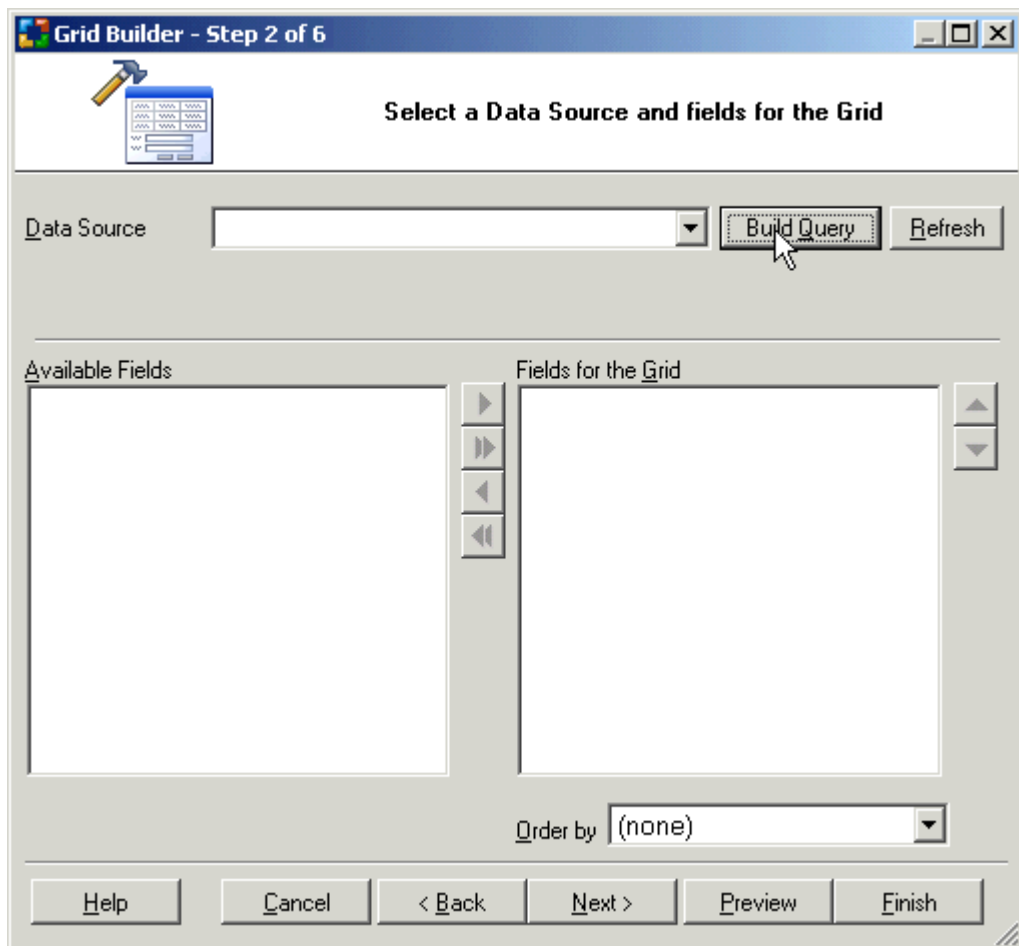 Grid Builder - Step 2 of 6
Select a Data Source and fields for the Grid
Data Source Build Query Refresh
Available Fields Fields for the Grid
Order by (none)
Help Cancel < Back Next > Preview Finish